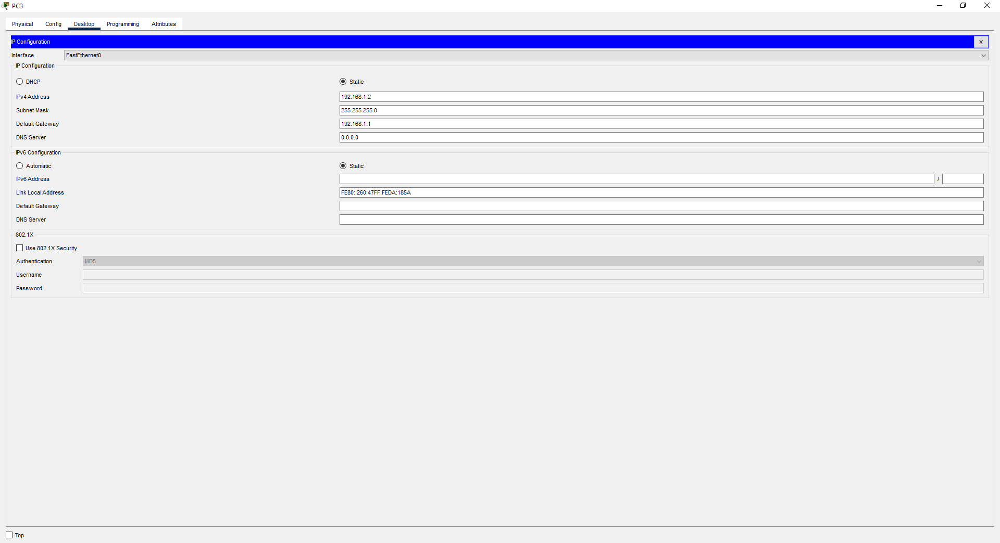 PC3
Physical Config Desktop Programming Attributes
IP Configuration X
Interface FastEthernet0
IP Configuration
DHCP Static
IPv4 Address 192.168.1.2
Subnet Mask 255.255.255.0
Default Gateway 192.168.1.1
DNS Server 0.0.0.0
IPv6 Configuration
Automatic Static
IPv6 Address /
Link Local Address FE80::260:47FF:FEDA:185A
Default Gateway
DNS Server
802.1X
Use 802.1X Security
Authentication MD5
Username
Password
Top